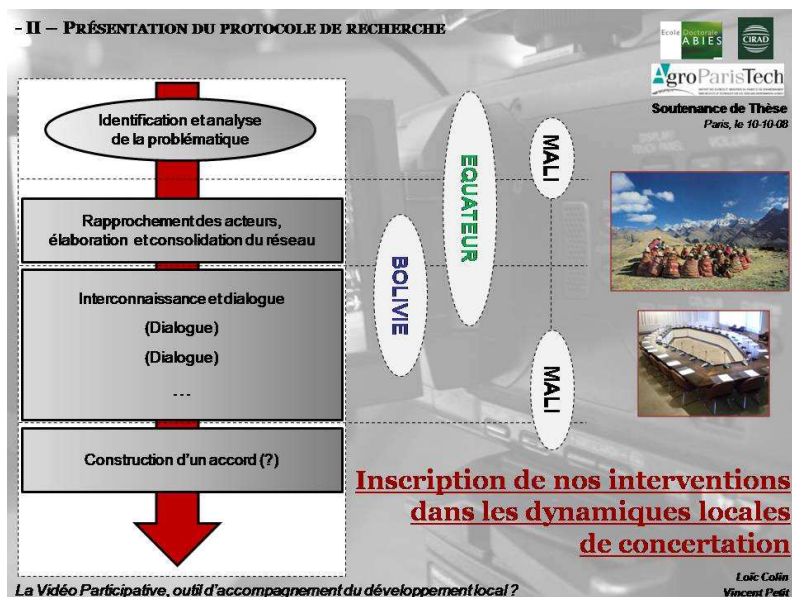 - II – PRÉSENTATION DU PROTOCOLE DE RECHERCHE
Ecole Doctorale
ABIES
CIRAD
AgroParisTech
Soutenance de Thèse
Paris, le 10-10-08
Identification et analyse
de la problématique
Rapprochement des acteurs,
élaboration et consolidation du réseau
Interconnaissance et dialogue
(Dialogue)
(Dialogue)
...
Construction d'un accord (?)
BOLIVIE
EQUATEUR
MALI
MALI
Inscription de nos interventions
dans les dynamiques locales
de concertation
La Vidéo Participative, outil d'accompagnement du développement local ?
Loïc Colin
Vincent Petit